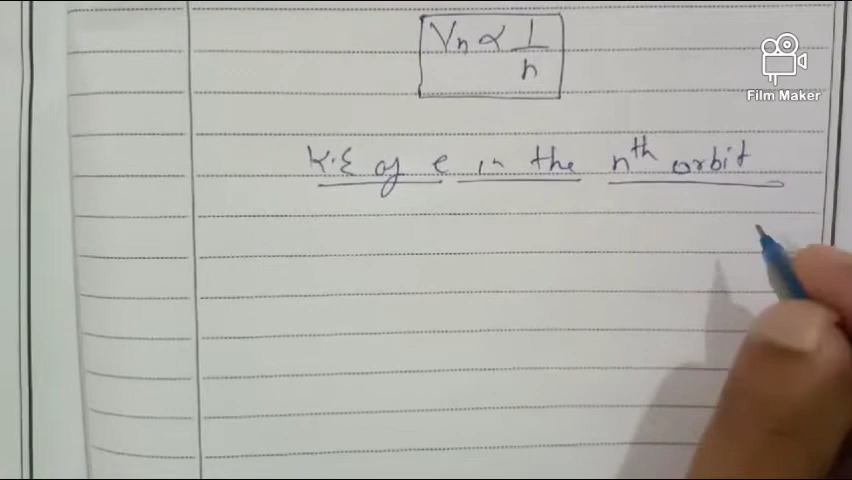 Vn ∝ 1/n
Film Maker
K.E of e in the nth orbit